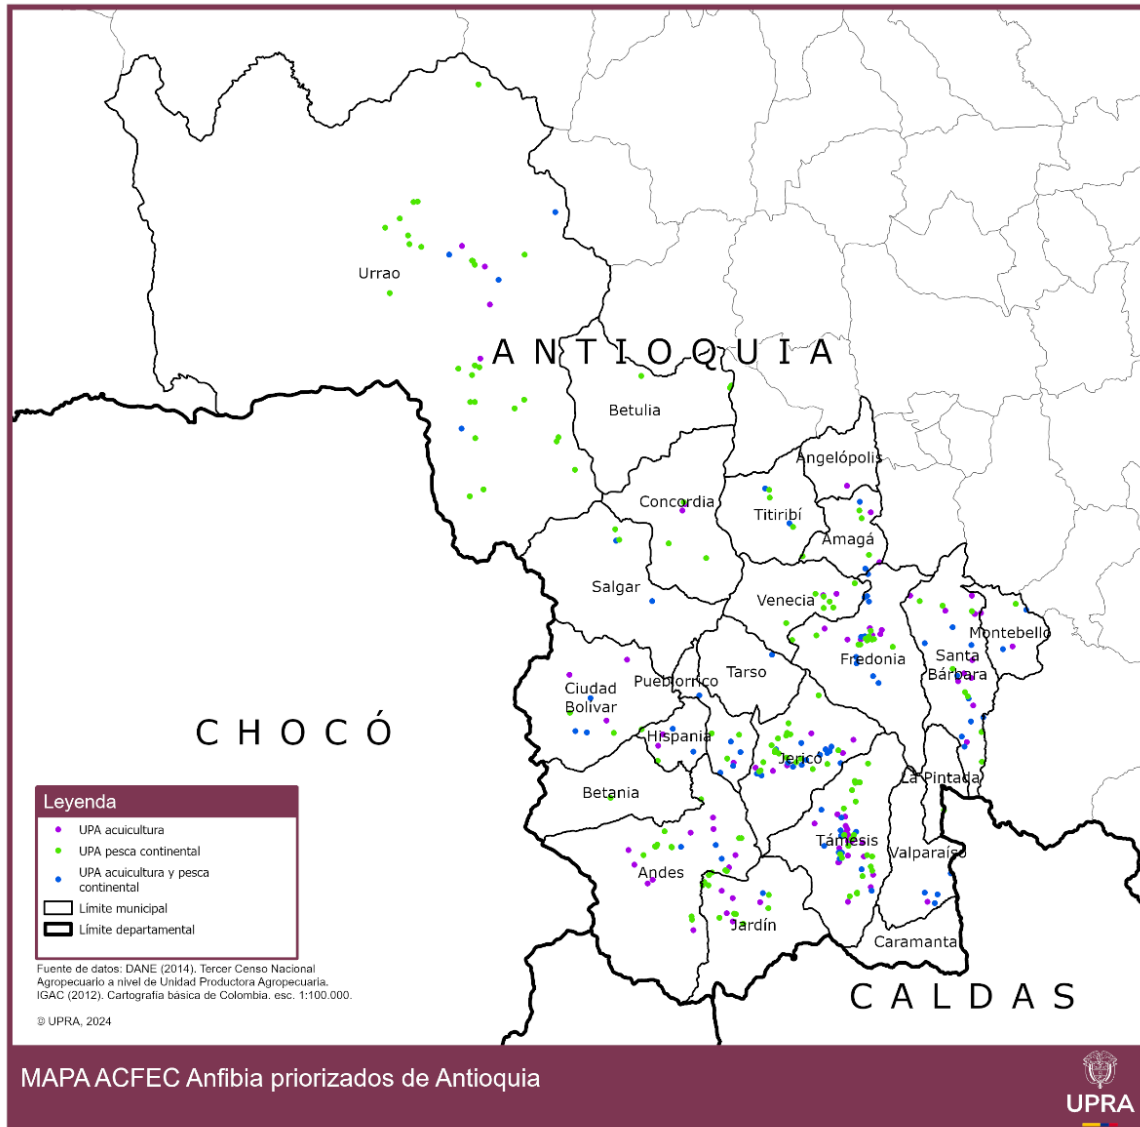 Urrao
ANTIOQUIA
Betulia
Angelópolis
Concordia
Titiribí
Amagá
Salgar
Venecia
Montebello
Fredonia
Santa
Bárbara
Tarso
Pueblorrico
Ciudad
Bolívar
CHOCÓ
Hispania
Jericó
La Pintada
Betania
Támesis
Valparaíso
Andes
Jardín
Caramanta
CALDAS
Leyenda
UPA acuicultura
UPA pesca continental
UPA acuicultura y pesca
continental
Límite municipal
Límite departamental
Fuente de datos: DANE (2014). Tercer Censo Nacional
Agropecuario a nivel de Unidad Productora Agropecuaria.
IGAC (2012). Cartografía básica de Colombia. esc. 1:100.000.
© UPRA, 2024
MAPA ACFEC Anfibia priorizados de Antioquia
UPRA